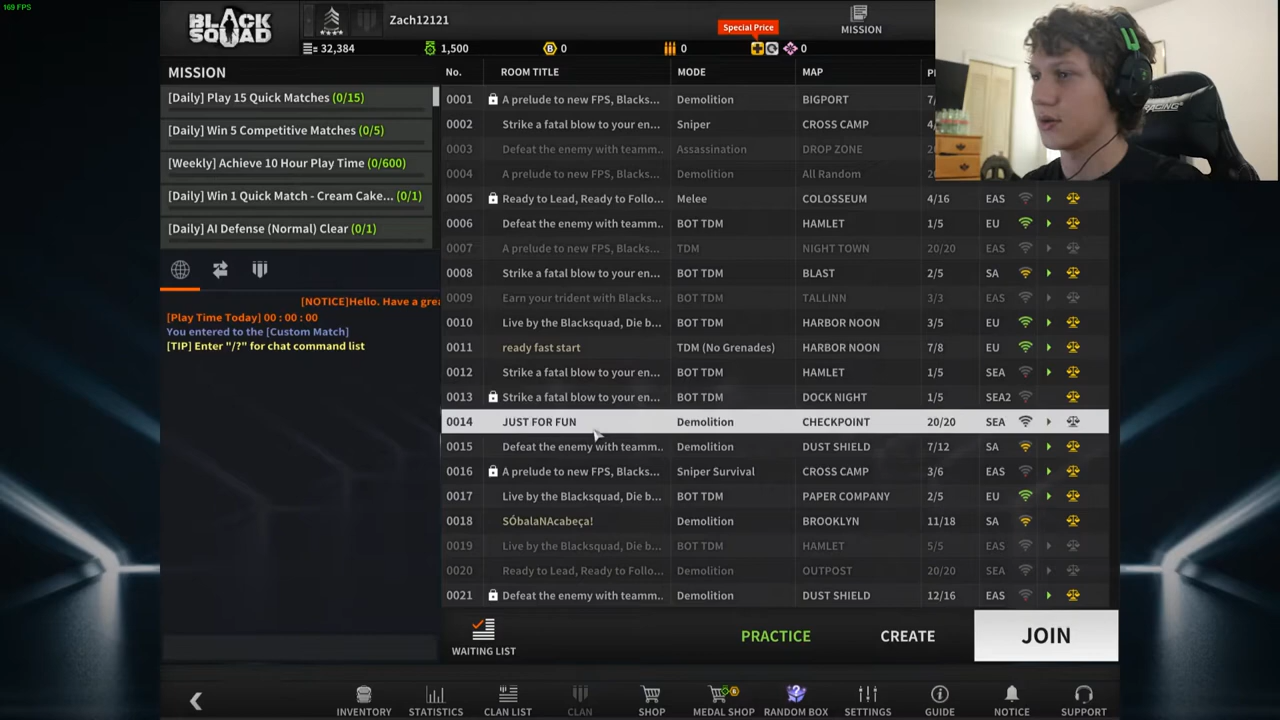 169 FPS
BLACK SQUAD
Zach12121
32,384
1,500
B 0
0
Special Price
0
MISSION
MISSION
[Daily] Play 15 Quick Matches (0/15)
[Daily] Win 5 Competitive Matches (0/5)
[Weekly] Achieve 10 Hour Play Time (0/600)
[Daily] Win 1 Quick Match - Cream Cake... (0/1)
[Daily] AI Defense (Normal) Clear (0/1)
[NOTICE]Hello. Have a grea
[Play Time Today] 00 : 00 : 00
You entered to the [Custom Match]
[TIP] Enter "/?" for chat command list
No. ROOM TITLE MODE MAP
0001 A prelude to new FPS, Blacks... Demolition BIGPORT 7/
0002 Strike a fatal blow to your en... Sniper CROSS CAMP 4
0003 Defeat the enemy with teamm... Assassination DROP ZONE
0004 A prelude to new FPS, Blacks... Demolition All Random
0005 Ready to Lead, Ready to Follo... Melee COLOSSEUM 4/16 EAS
0006 Defeat the enemy with teamm... BOT TDM HAMLET 1/5 EU
0007 A prelude to new FPS, Blacks... TDM NIGHT TOWN 20/20 EAS
0008 Strike a fatal blow to your en... BOT TDM BLAST 2/5 SA
0009 Earn your trident with Blacks... BOT TDM TALLINN 3/3 EAS
0010 Live by the Blacksquad, Die b... BOT TDM HARBOR NOON 3/5 EU
0011 ready fast start TDM (No Grenades) HARBOR NOON 7/8 EU
0012 Strike a fatal blow to your en... BOT TDM HAMLET 1/5 SEA
0013 Strike a fatal blow to your en... BOT TDM DOCK NIGHT 1/5 SEA2
0014 JUST FOR FUN Demolition CHECKPOINT 20/20 SEA
0015 Defeat the enemy with teamm... Demolition DUST SHIELD 7/12 SA
0016 A prelude to new FPS, Blacks... Sniper Survival CROSS CAMP 3/6 EAS
0017 Live by the Blacksquad, Die b... BOT TDM PAPER COMPANY 2/5 EU
0018 SÓbalaNAcabeça! Demolition BROOKLYN 11/18 SA
0019 Live by the Blacksquad, Die b... BOT TDM HAMLET 5/5 EAS
0020 Ready to Lead, Ready to Follo... Demolition OUTPOST 20/20 SEA
0021 Defeat the enemy with teamm... Demolition DUST SHIELD 12/16 EAS
WAITING LIST
PRACTICE
CREATE
JOIN
INVENTORY
STATISTICS
CLAN LIST
CLAN
SHOP
MEDAL SHOP
RANDOM BOX
SETTINGS
GUIDE
NOTICE
SUPPORT